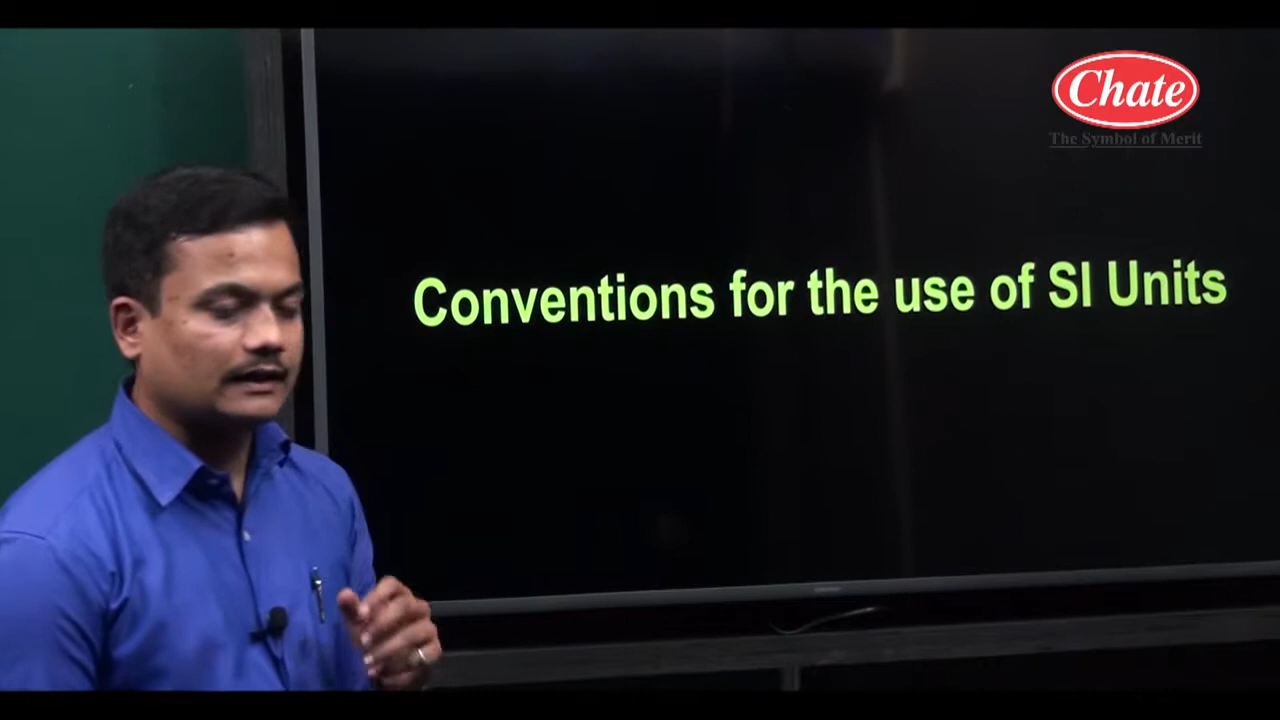 Chate
The Symbol of Merit
Conventions for the use of SI Units